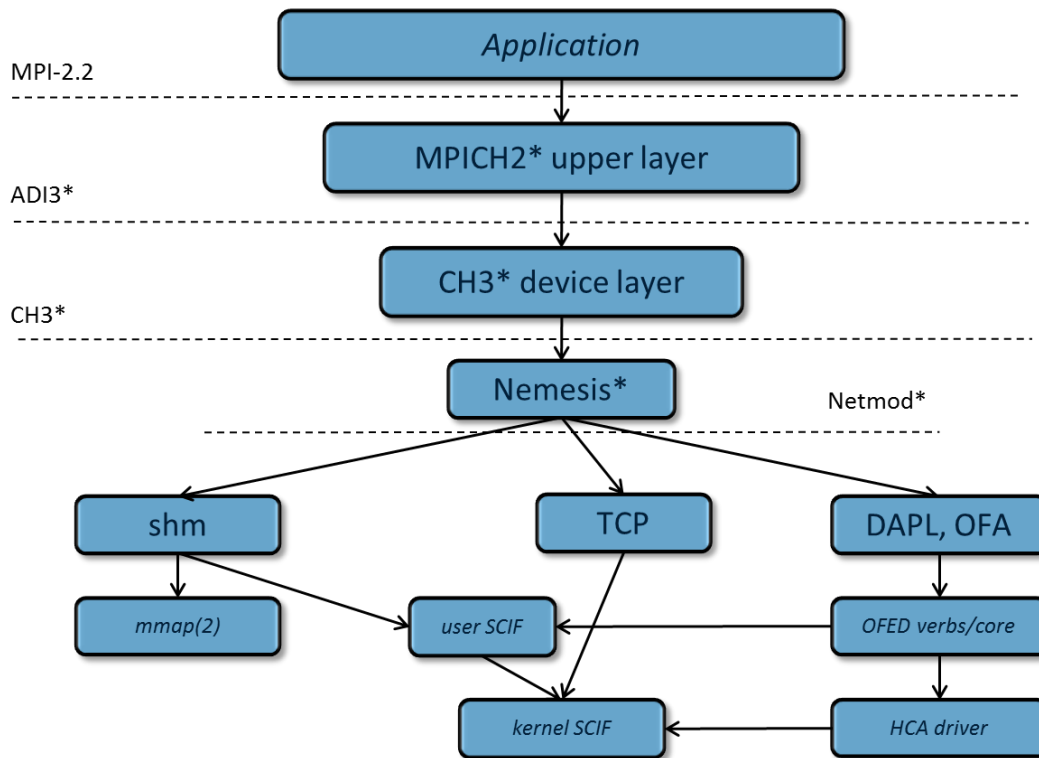 Application
MPI-2.2
MPICH2* upper layer
ADI3*
CH3* device layer
CH3*
Nemesis*
Netmod*
shm
TCP
DAPL, OFA
mmap(2)
user SCIF
OFED verbs/core
kernel SCIF
HCA driver